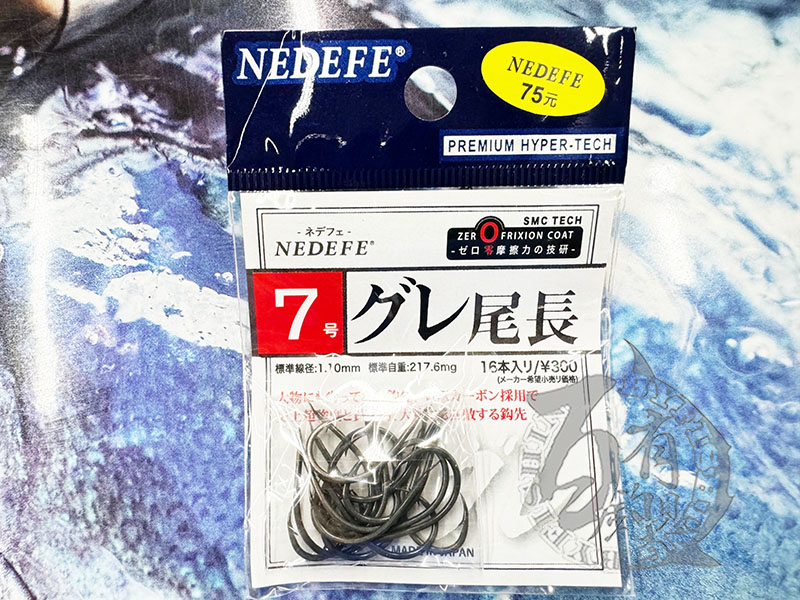 NEDEFE®
NEDEFE
75元
PREMIUM HYPER-TECH
- ネデフェ -
NEDEFE®
SMC TECH
ZER0 FRIXION COAT
-ゼロ零摩擦力の技研-
7号
グレ尾長
標準線径:1.10mm 標準自重:217.6mg
16本入り/¥300
(メーカー希望小売り価格)
カーボン採用で
する鈎先
MADE IN JAPAN